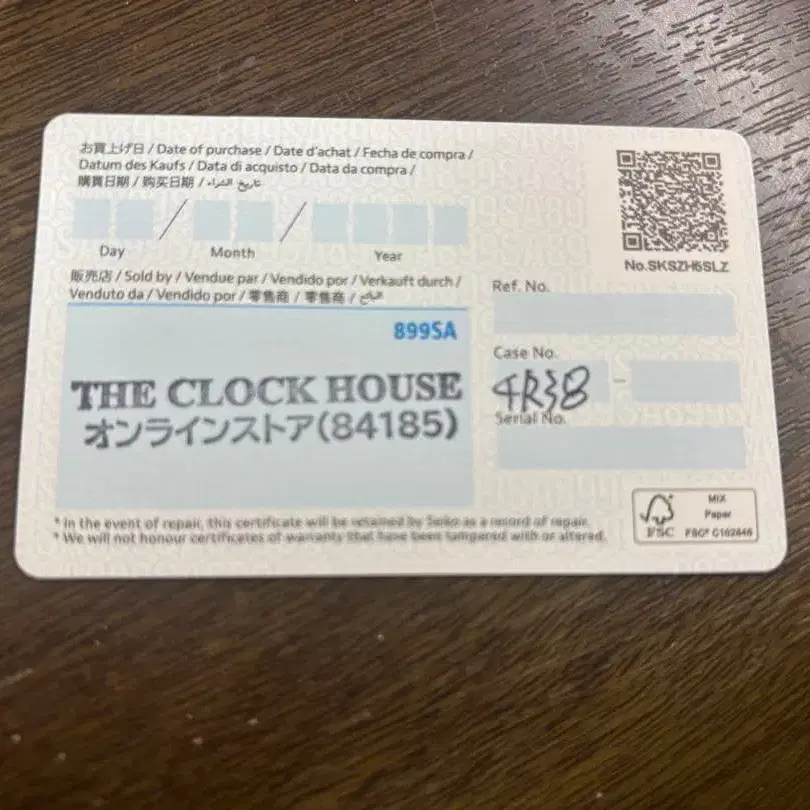 お買上げ日 / Date of purchase / Date d'achat / Fecha de compra /
Datum des Kaufs / Data di acquisto / Data da compra /
購買日期 / 购买日期 / تاريخ الشراء
/ /
Day Month Year
No.SKSZH6SLZ
販売店 / Sold by / Vendue par / Vendido por / Verkauft durch /
Venduto da / Vendido por / 零售商 / 零售商 /
899SA
THE CLOCK HOUSE
オンラインストア(84185)
Ref. No.
Case No.
4R38 -
Serial No.
* In the event of repair, this certificate will be retained by Seiko as a record of repair.
* We will not honour certificates of warranty that have been tampered with or altered.
FSC
MIX
Paper
FSC® C102846